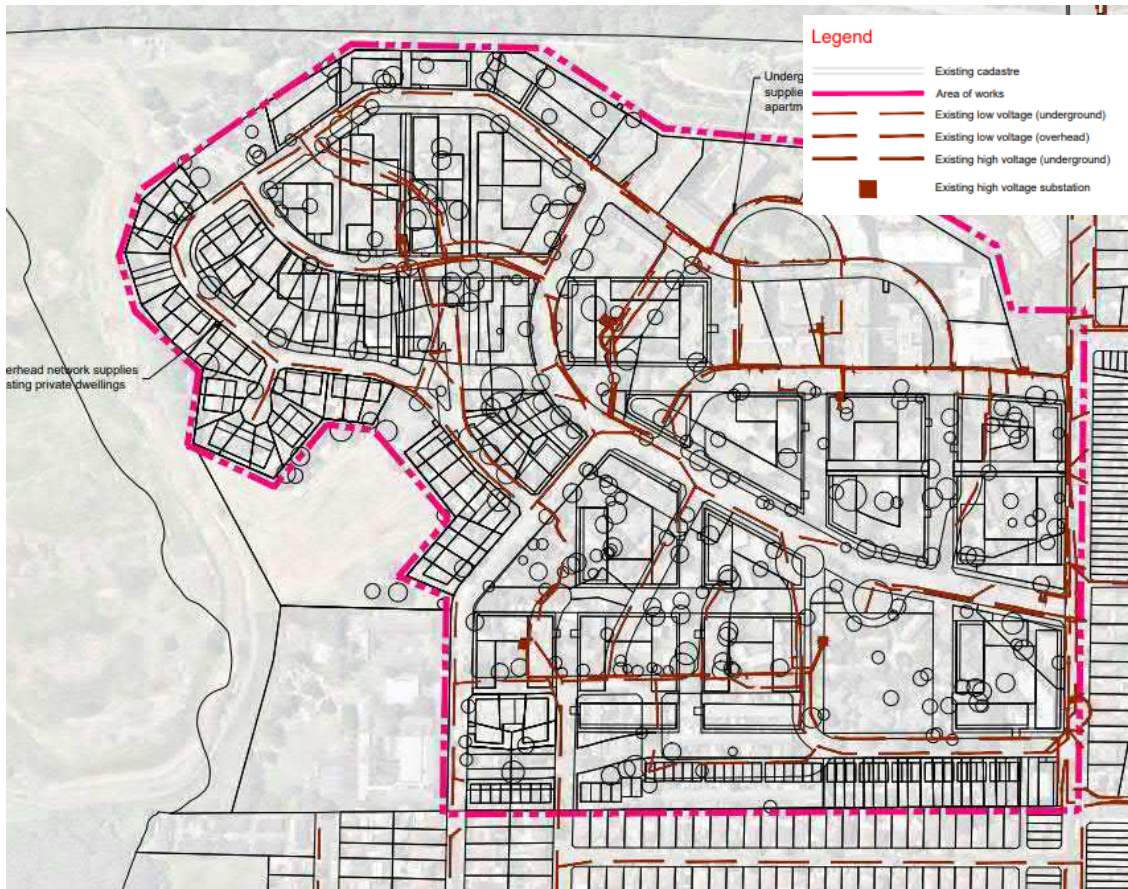 Legend
Existing cadastre
Area of works
Existing low voltage (underground)
Existing low voltage (overhead)
Existing high voltage (underground)
Existing high voltage substation
Underg
supplie
apartm
erhead network supplies
isting private dwellings